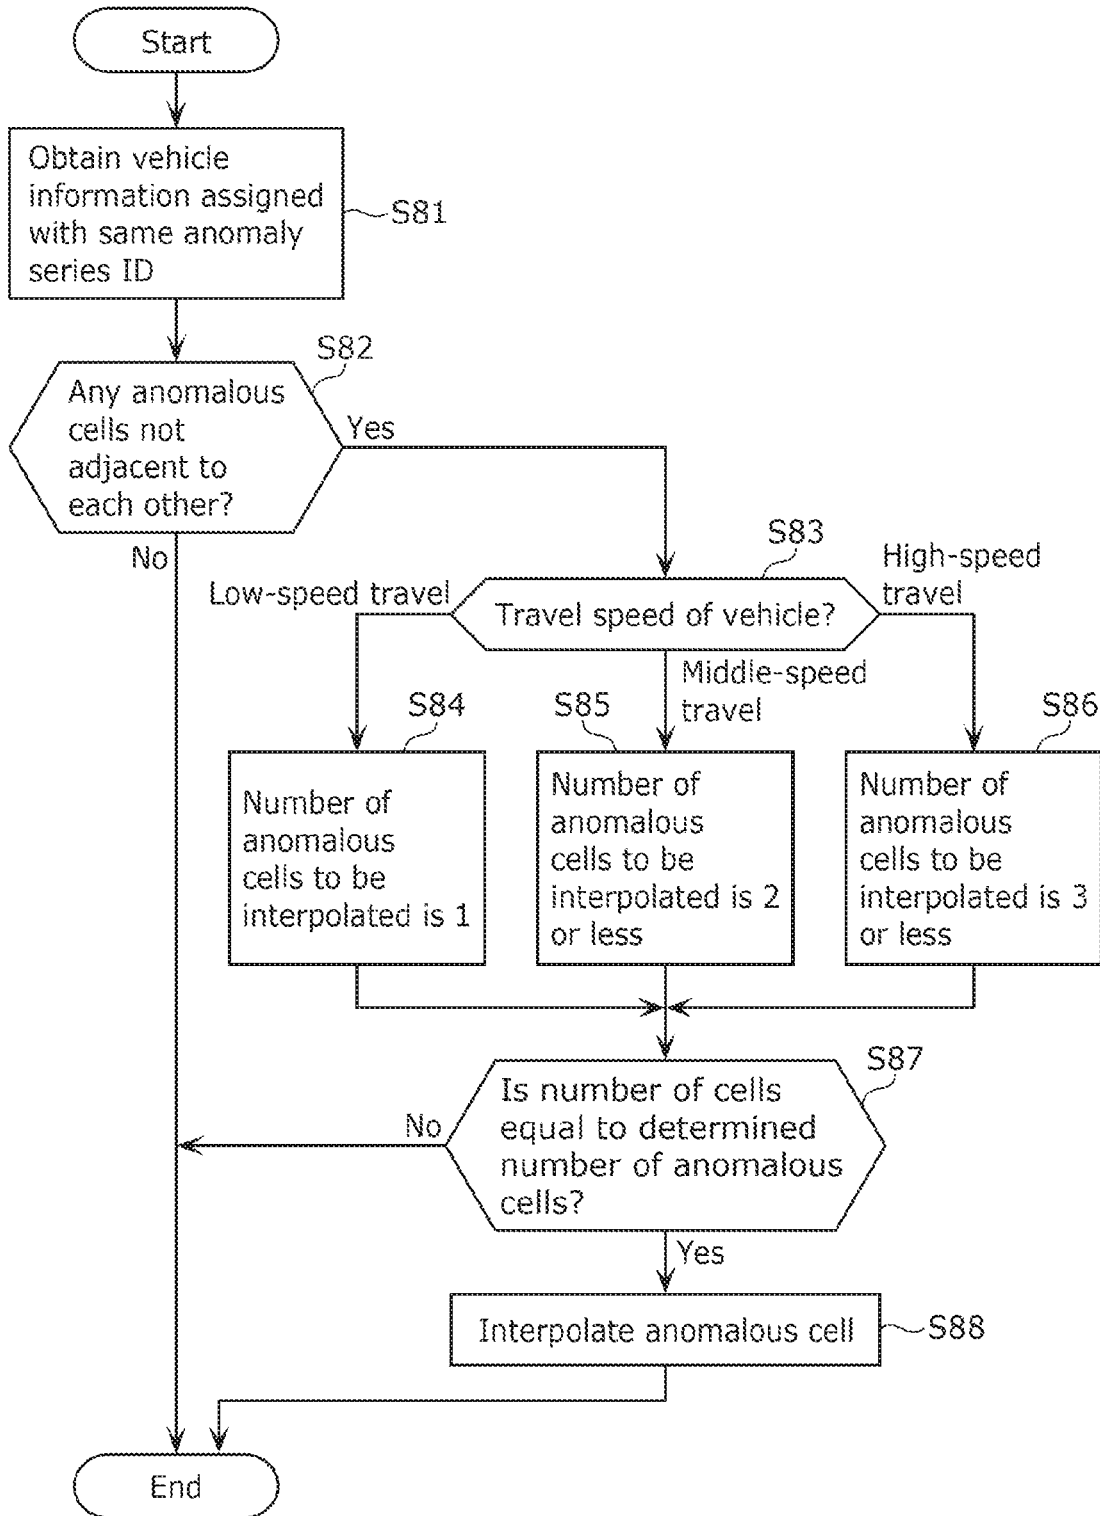 Start
Obtain vehicle
information assigned
with same anomaly
series ID
S81
S82
Any anomalous
cells not
adjacent to
each other?
Yes
No
S83
High-speed
travel
Low-speed travel
Travel speed of vehicle?
Middle-speed
travel
S84
S85
S86
Number of
anomalous
cells to be
interpolated is 1
Number of
anomalous
cells to be
interpolated is 2
or less
Number of
anomalous
cells to be
interpolated is 3
or less
S87
Is number of cells
equal to determined
number of anomalous
cells?
No
Yes
Interpolate anomalous cell
S88
End